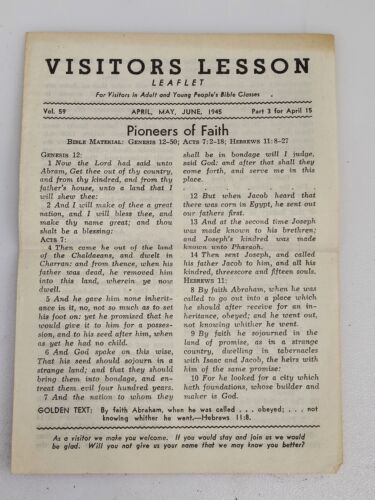 VISITORS LESSON
LEAFLET
For Visitors in Adult and Young People's Bible Classes
Vol. 59 APRIL, MAY, JUNE, 1945 Part 3 for April 15
Pioneers of Faith
BIBLE MATERIAL: GENESIS 12–50; ACTS 7:2–18; HEBREWS 11:8–27
GENESIS 12:
1 Now the Lord had said unto
Abram, Get thee out of thy country,
and from thy kindred, and from thy
father's house, unto a land that I
will shew thee:
2 And I will make of thee a great
nation, and I will bless thee, and
make thy name great; and thou
shalt be a blessing:
ACTS 7:
4 Then came he out of the land
of the Chaldaeans, and dwelt in
Charran: and from thence, when his
father was dead, he removed him
into this land, wherein ye now
dwell.
5 And he gave him none inherit-
ance in it, no, not so much as to set
his foot on: yet he promised that he
would give it to him for a posses-
sion, and to his seed after him, when
as yet he had no child.
6 And God spake on this wise,
That his seed should sojourn in a
strange land; and that they should
bring them into bondage, and en-
treat them evil four hundred years.
7 And the nation to whom they
shall be in bondage will I judge,
said God: and after that shall they
come forth, and serve me in this
place.
. . . . . . .
12 But when Jacob heard that
there was corn in Egypt, he sent out
our fathers first.
13 And at the second time Joseph
was made known to his brethren;
and Joseph's kindred was made
known unto Pharaoh.
14 Then sent Joseph, and called
his father Jacob to him, and all his
kindred, threescore and fifteen souls.
HEBREWS 11:
8 By faith Abraham, when he was
called to go out into a place which
he should after receive for an in-
heritance, obeyed; and he went out,
not knowing whither he went.
9 By faith he sojourned in the
land of promise, as in a strange
country, dwelling in tabernacles
with Isaac and Jacob, the heirs with
him of the same promise:
10 For he looked for a city which
hath foundations, whose builder and
maker is God.
GOLDEN TEXT: By faith Abraham, when he was called . . . obeyed; . . . not
knowing whither he went.—Hebrews 11:8.
As a visitor we make you welcome. If you would stay and join us we would
be glad. Will you not give us your name that we may know you better?